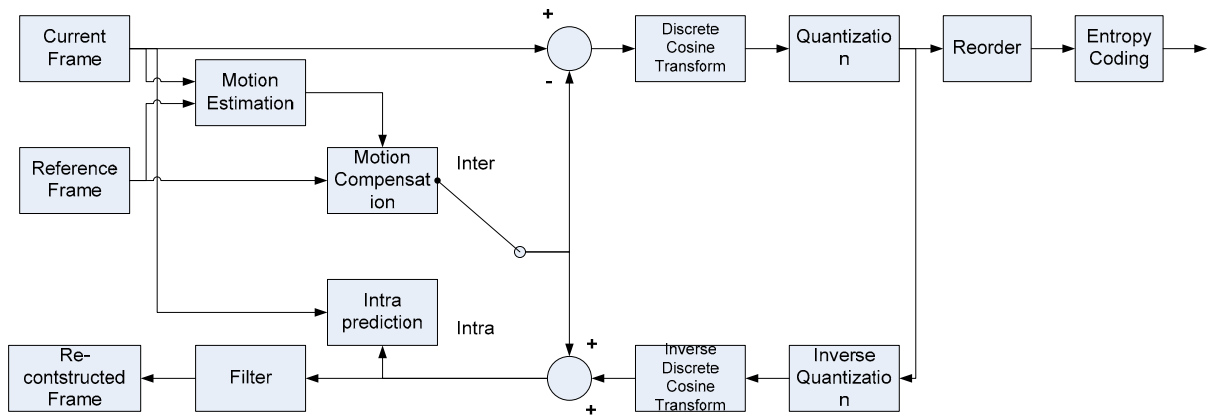 Current
Frame
+
-
Discrete
Cosine
Transform
Quantizatio
n
Reorder
Entropy
Coding
Motion
Estimation
Reference
Frame
Motion
Compensat
ion
Inter
Intra
prediction
Intra
Re-
contstructed
Frame
Filter
+
+
Inverse
Discrete
Cosine
Transform
Inverse
Quantizatio
n